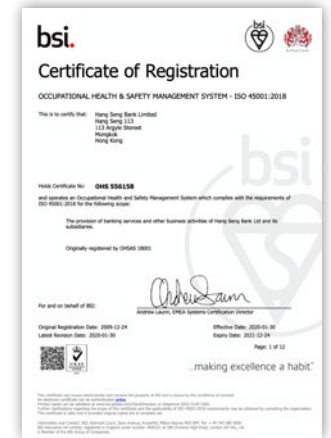 bsi.
bsi
Certificate of Registration
OCCUPATIONAL HEALTH & SAFETY MANAGEMENT SYSTEM - ISO 45001:2018
This is to certify that:
Hang Seng Bank Limited
Hang Seng 113
113 Argyle Street
Mongkok
Hong Kong
bsi
Holds Certificate No:
OHS 556158
and operates an Occupational Health and Safety Management System which complies with the requirements of
ISO 45001:2018 for the following scope:
The provision of banking services and other business activities of Hang Seng Bank Ltd and its
subsidiaries.
Originally registered by OHSAS 18001
For and on behalf of BSI:
Andrew Launn, EMEA Systems Certification Director
Original Registration Date: 2009-12-24
Effective Date: 2020-01-30
Latest Revision Date: 2020-01-30
Expiry Date: 2021-12-24
Page: 1 of 12
...making excellence a habit.